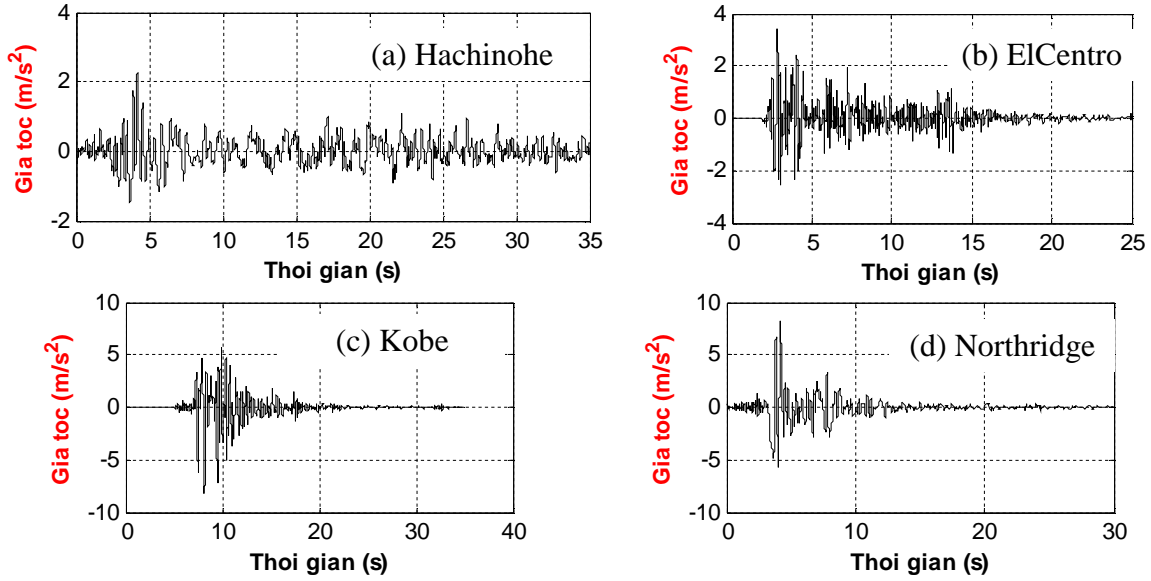 4
2
0
-2
Gia toc (m/s²)
(a) Hachinohe
0 5 10 15 20 25 30 35
Thoi gian (s)
4
2
0
-2
-4
Gia toc (m/s²)
(b) ElCentro
0 5 10 15 20 25
Thoi gian (s)
10
5
0
-5
-10
Gia toc (m/s²)
(c) Kobe
0 10 20 30 40
Thoi gian (s)
10
5
0
-5
-10
Gia toc (m/s²)
(d) Northridge
0 10 20 30
Thoi gian (s)